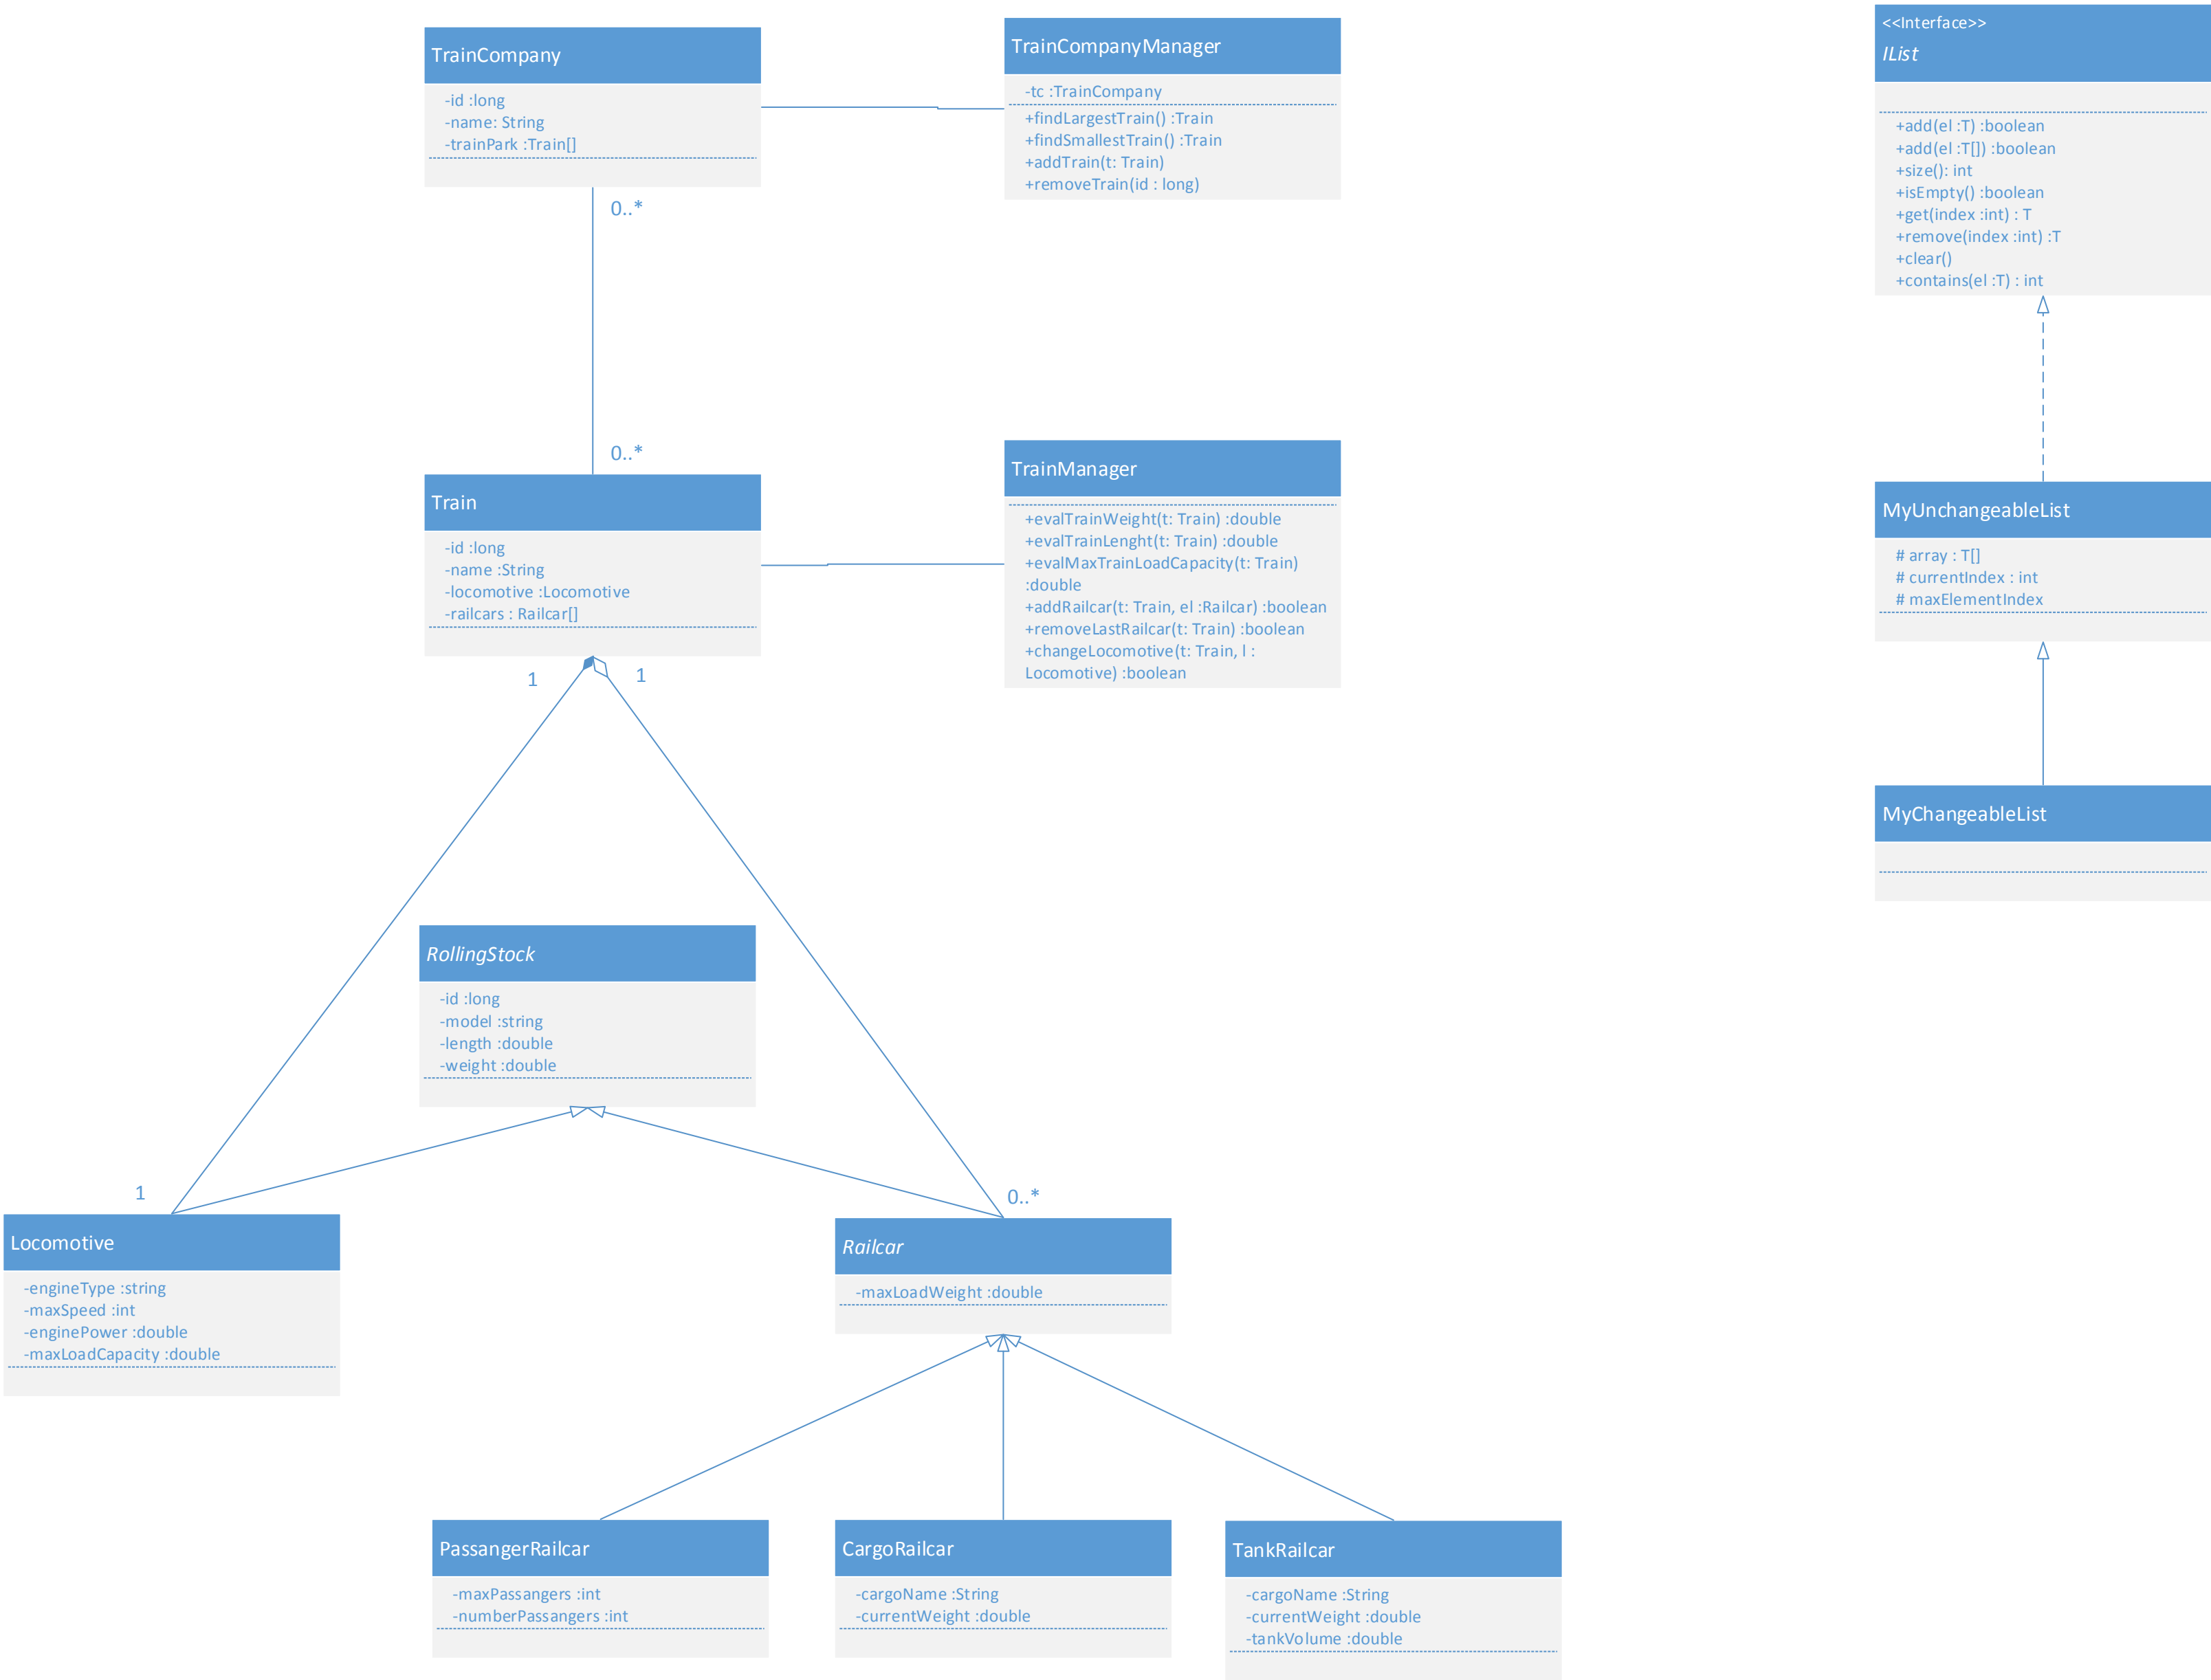 TrainCompany
-id :long
-name: String
-trainPark :Train[]
0..*
TrainCompanyManager
-tc :TrainCompany
+findLargestTrain() :Train
+findSmallestTrain() :Train
+addTrain(t: Train)
+removeTrain(id : long)
<<Interface>>
IList
+add(el :T) :boolean
+add(el :T[]) :boolean
+size(): int
+isEmpty() :boolean
+get(index :int) : T
+remove(index :int) :T
+clear()
+contains(el :T) : int
0..*
Train
-id :long
-name :String
-locomotive :Locomotive
-railcars : Railcar[]
1
1
TrainManager
+evalTrainWeight(t: Train) :double
+evalTrainLenght(t: Train) :double
+evalMaxTrainLoadCapacity(t: Train)
:double
+addRailcar(t: Train, el :Railcar) :boolean
+removeLastRailcar(t: Train) :boolean
+changeLocomotive(t: Train, l :
Locomotive) :boolean
MyUnchangeableList
# array : T[]
# currentIndex : int
# maxElementIndex
MyChangeableList
RollingStock
-id :long
-model :string
-length :double
-weight :double
1
0..*
Locomotive
-engineType :string
-maxSpeed :int
-enginePower :double
-maxLoadCapacity :double
Railcar
-maxLoadWeight :double
PassangerRailcar
-maxPassangers :int
-numberPassangers :int
CargoRailcar
-cargoName :String
-currentWeight :double
TankRailcar
-cargoName :String
-currentWeight :double
-tankVolume :double